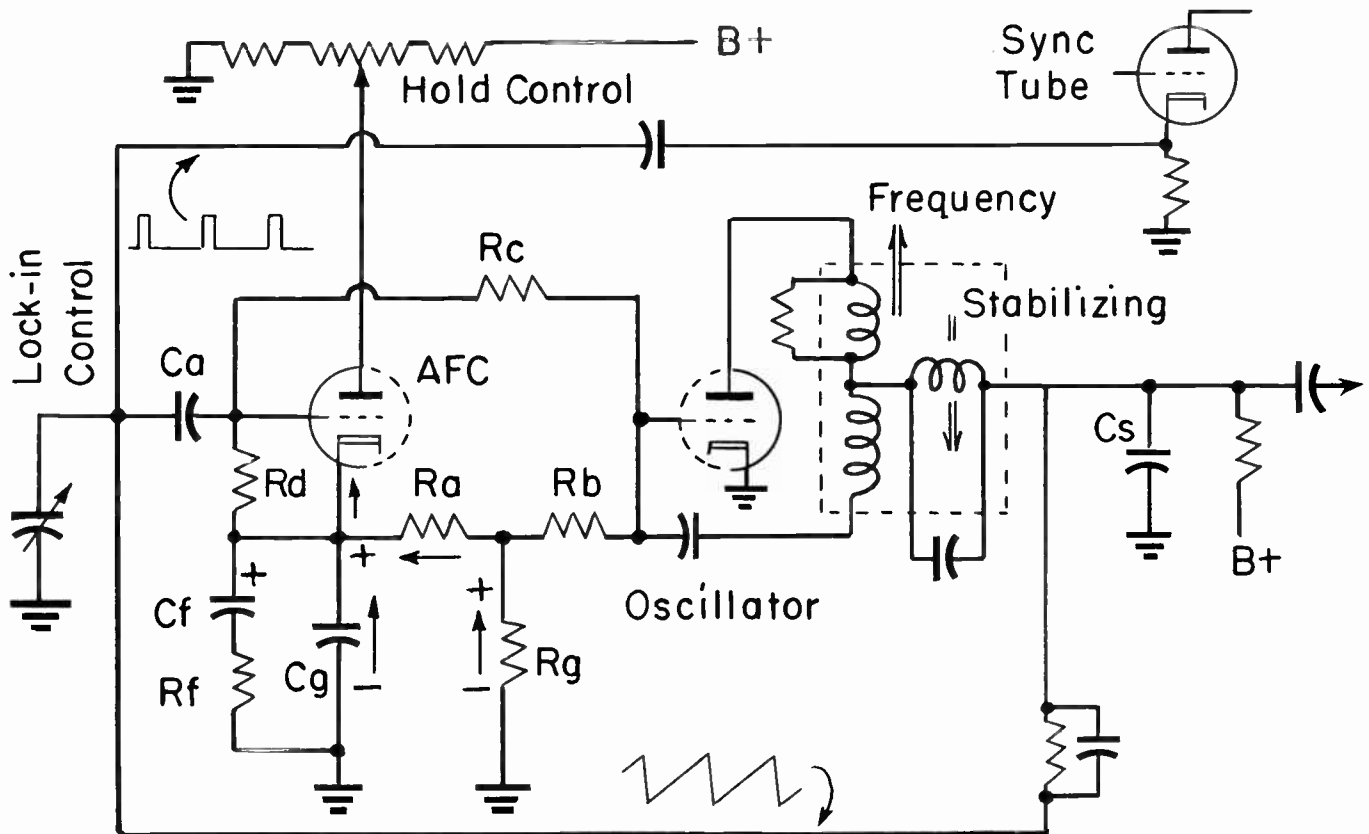 B+
Sync
Tube
Hold Control
Frequency
Lock-in
Control
Rc
Stabilizing
Ca
AFC
Cs
Rd
Ra
Rb
B+
+
+
+
Cf
Oscillator
Rf
Cg
−
−
Rg